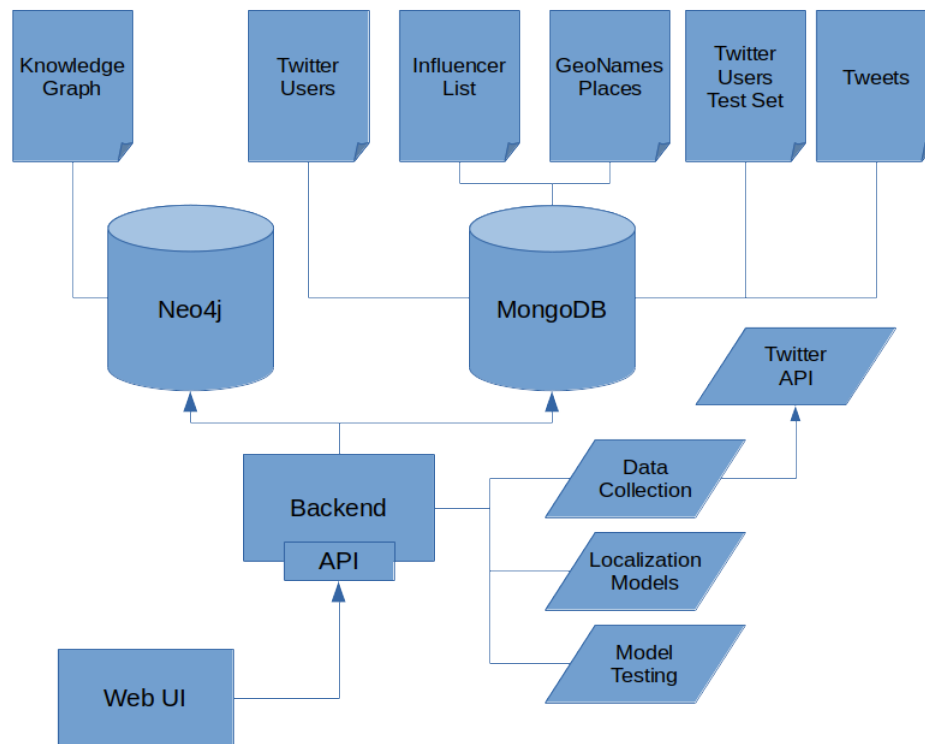 Knowledge
Graph
Twitter
Users
Influencer
List
GeoNames
Places
Twitter
Users
Test Set
Tweets
Neo4j
MongoDB
Twitter
API
Backend
API
Data
Collection
Localization
Models
Model
Testing
Web UI